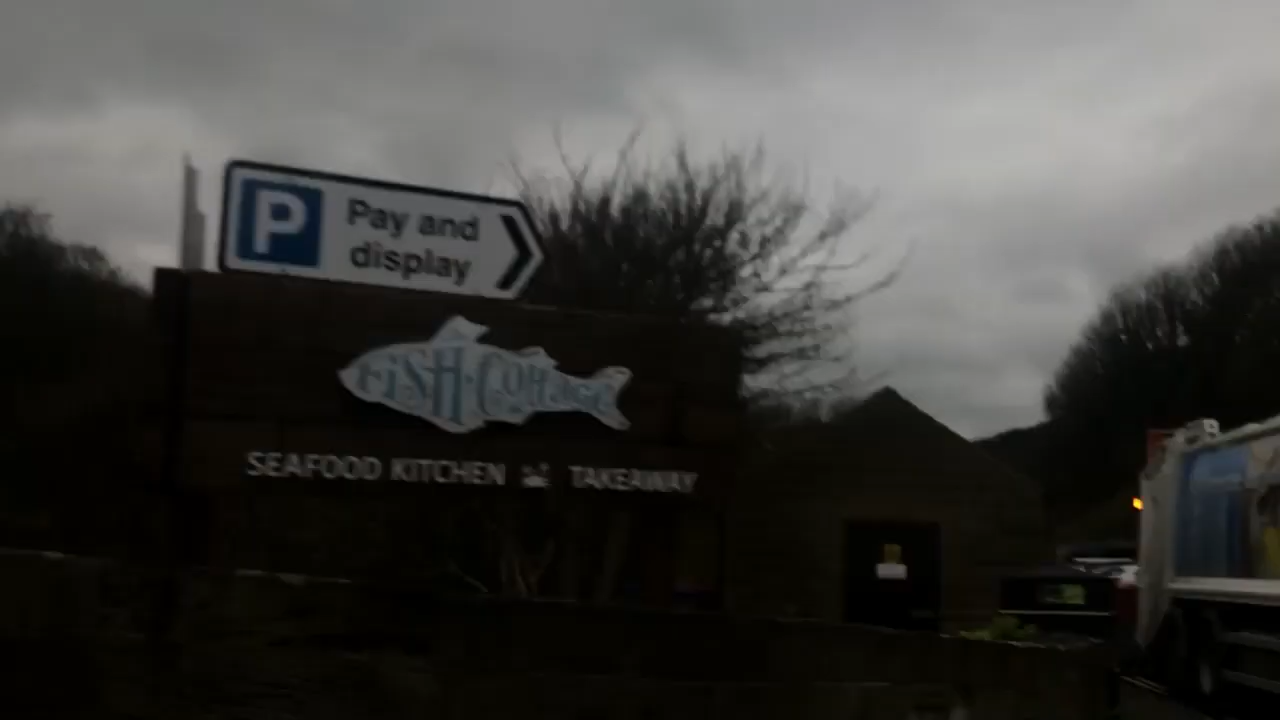 P
Pay and
display
FISH·COTTAGE
SEAFOOD KITCHEN TAKEAWAY